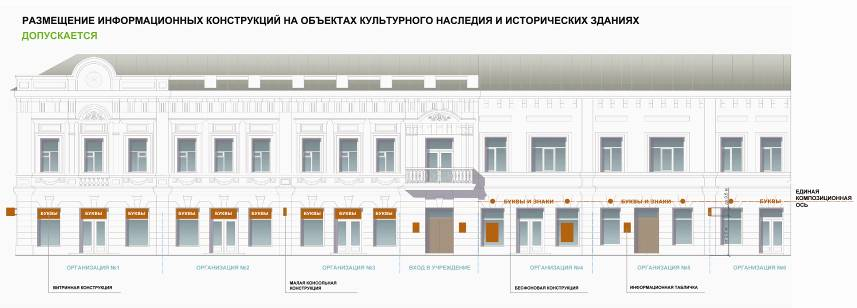 РАЗМЕЩЕНИЕ ИНФОРМАЦИОННЫХ КОНСТРУКЦИЙ НА ОБЪЕКТАХ КУЛЬТУРНОГО НАСЛЕДИЯ И ИСТОРИЧЕСКИХ ЗДАНИЯХ
ДОПУСКАЕТСЯ
БУКВЫ И ЗНАКИ БУКВЫ И ЗНАКИ БУКВЫ
ЕДИНАЯ
КОМПОЗИЦИОННАЯ
ОСЬ
БУКВЫ БУКВЫ БУКВЫ БУКВЫ БУКВЫ БУКВЫ БУКВЫ БУКВЫ БУКВЫ
ОРГАНИЗАЦИЯ №1 ОРГАНИЗАЦИЯ №2 ОРГАНИЗАЦИЯ №3 ВХОД В УЧРЕЖДЕНИЕ ОРГАНИЗАЦИЯ №4 ОРГАНИЗАЦИЯ №5 ОРГАНИЗАЦИЯ №6
ВИТРИННАЯ КОНСТРУКЦИЯ
МАЛАЯ КОНСОЛЬНАЯ
КОНСТРУКЦИЯ
БЕСФОНОВАЯ КОНСТРУКЦИЯ
ИНФОРМАЦИОННАЯ ТАБЛИЧКА